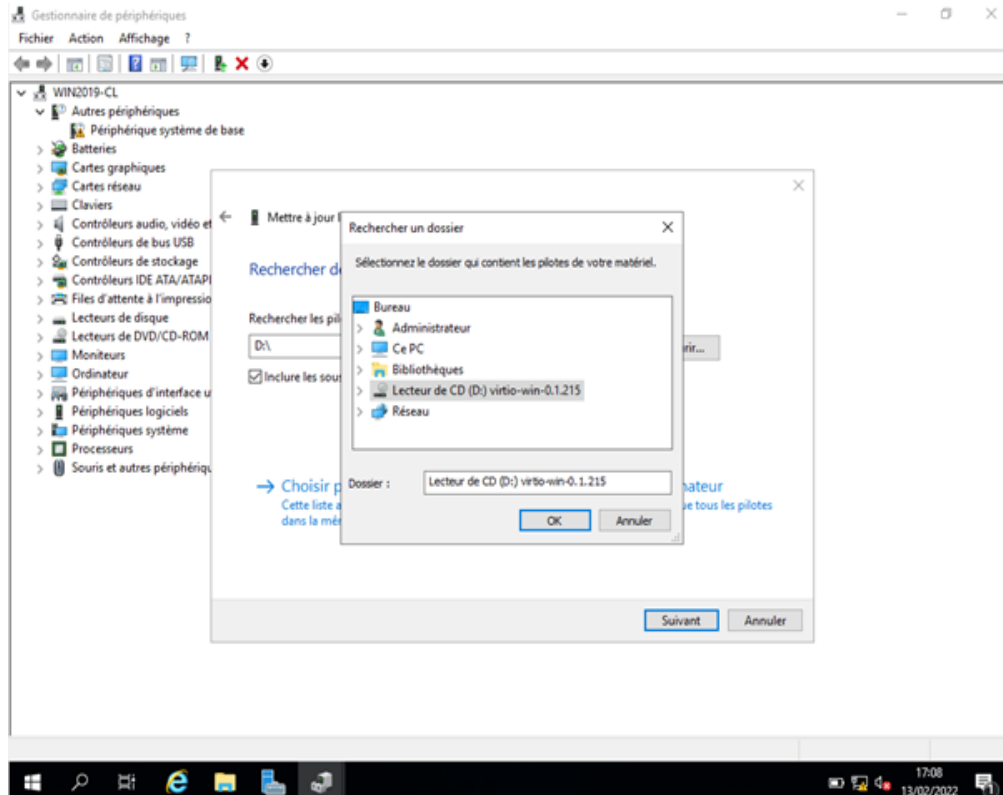 Gestionnaire de périphériques
Fichier Action Affichage ?
WIN2019-CL
Autres périphériques
Périphérique système de base
Batteries
Cartes graphiques
Cartes réseau
Claviers
Contrôleurs audio, vidéo et
Contrôleurs de bus USB
Contrôleurs de stockage
Contrôleurs IDE ATA/ATAPI
Files d'attente à l'impressio
Lecteurs de disque
Lecteurs de DVD/CD-ROM
Moniteurs
Ordinateur
Périphériques d'interface u
Périphériques logiciels
Périphériques système
Processeurs
Souris et autres périphériqu
Mettre à jour l
Rechercher d
Rechercher les pil
D:\
rir...
Inclure les sous
Choisir p
ateur
Cette liste a
ue tous les pilotes
dans la mé
Suivant Annuler
Rechercher un dossier
Sélectionnez le dossier qui contient les pilotes de votre matériel.
Bureau
Administrateur
Ce PC
Bibliothèques
Lecteur de CD (D:) virtio-win-0.1.215
Réseau
Dossier : Lecteur de CD (D:) virtio-win-0.1.215
OK Annuler
17:08
13/02/2022